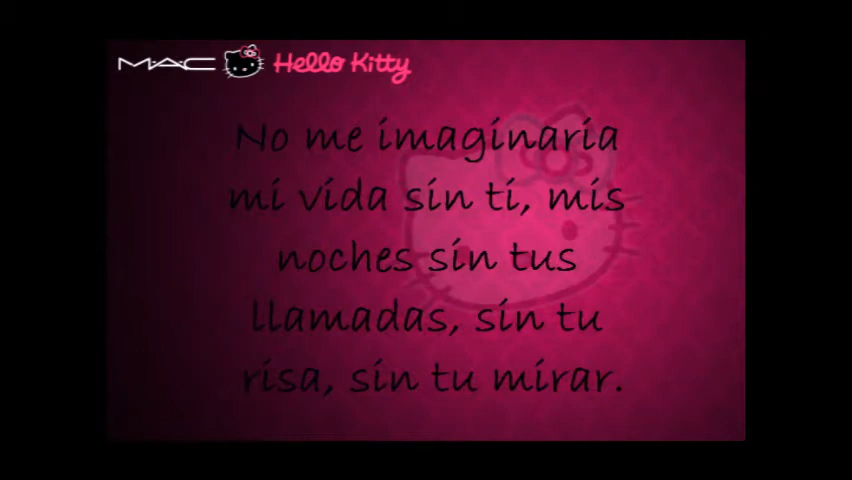 MAC Hello Kitty
No me imaginaria
mi vida sin ti, mis
noches sin tus
llamadas, sin tu
risa, sin tu mirar.